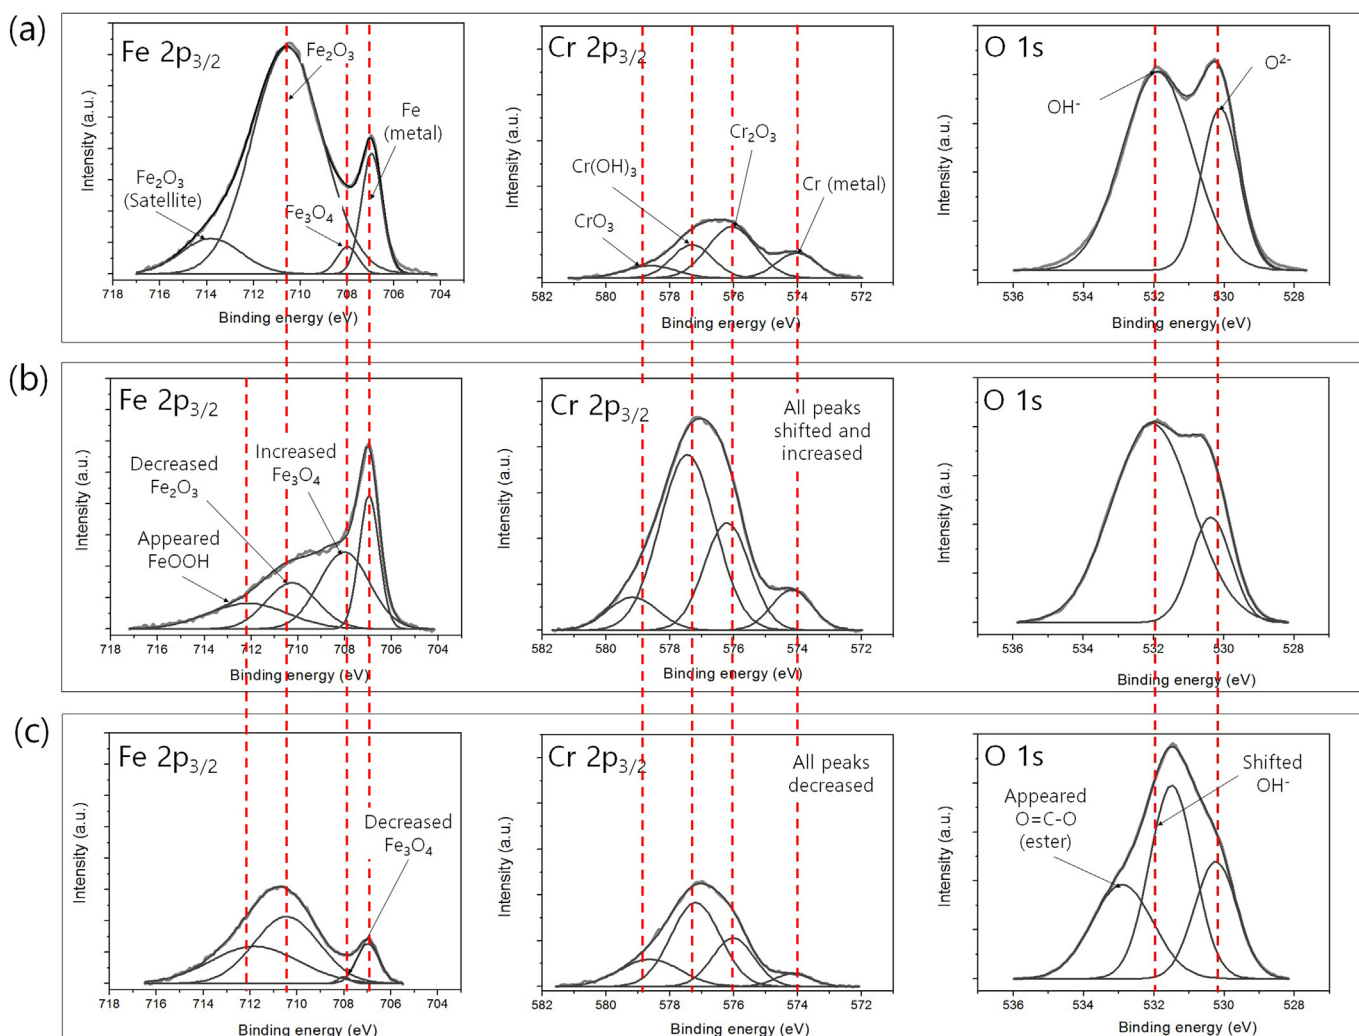 (a)
Fe 2p3/2
Fe2O3
Fe
(metal)
Fe2O3
(Satellite)
Fe3O4
Intensity (a.u.)
718 716 714 712 710 708 706 704
Binding energy (eV)
Cr 2p3/2
Cr2O3
Cr(OH)3
Cr (metal)
CrO3
Intensity (a.u.)
582 580 578 576 574 572
Binding energy (eV)
O 1s
O2-
OH-
Intensity (a.u.)
536 534 532 530 528
Binding energy (eV)
(b)
Fe 2p3/2
Increased
Fe3O4
Decreased
Fe2O3
Appeared
FeOOH
Intensity (a.u.)
718 716 714 712 710 708 706 704
Binding energy (eV)
Cr 2p3/2
All peaks
shifted and
increased
Intensity (a.u.)
582 580 578 576 574 572
Binding energy (eV)
O 1s
Intensity (a.u.)
536 534 532 530 528
Binding energy (eV)
(c)
Fe 2p3/2
Decreased
Fe3O4
Intensity (a.u.)
718 716 714 712 710 708 706 704
Binding energy (eV)
Cr 2p3/2
All peaks
decreased
Intensity (a.u.)
582 580 578 576 574 572
Binding energy (eV)
O 1s
Shifted
OH-
Appeared
O=C-O
(ester)
Intensity (a.u.)
536 534 532 530 528
Binding energy (eV)